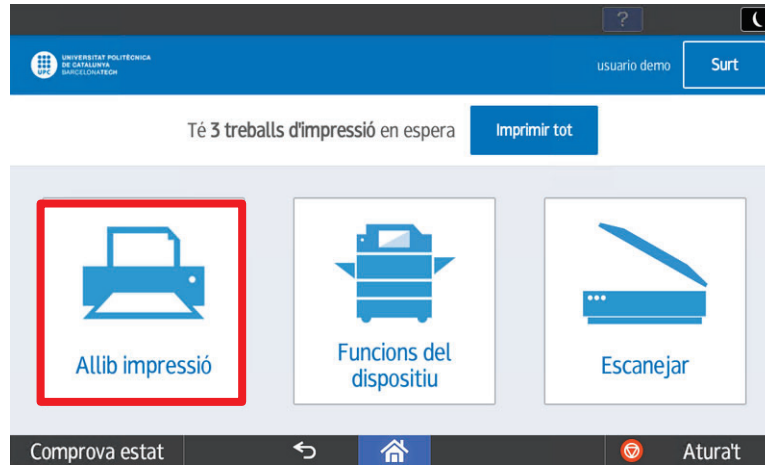 ?
UNIVERSITAT POLITÈCNICA
DE CATALUNYA
BARCELONATECH
UPC
usuario demo
Surt
Té 3 treballs d'impressió en espera
Imprimir tot
Allib impressió
Funcions del
dispositiu
Escanejar
Comprova estat
Atura't